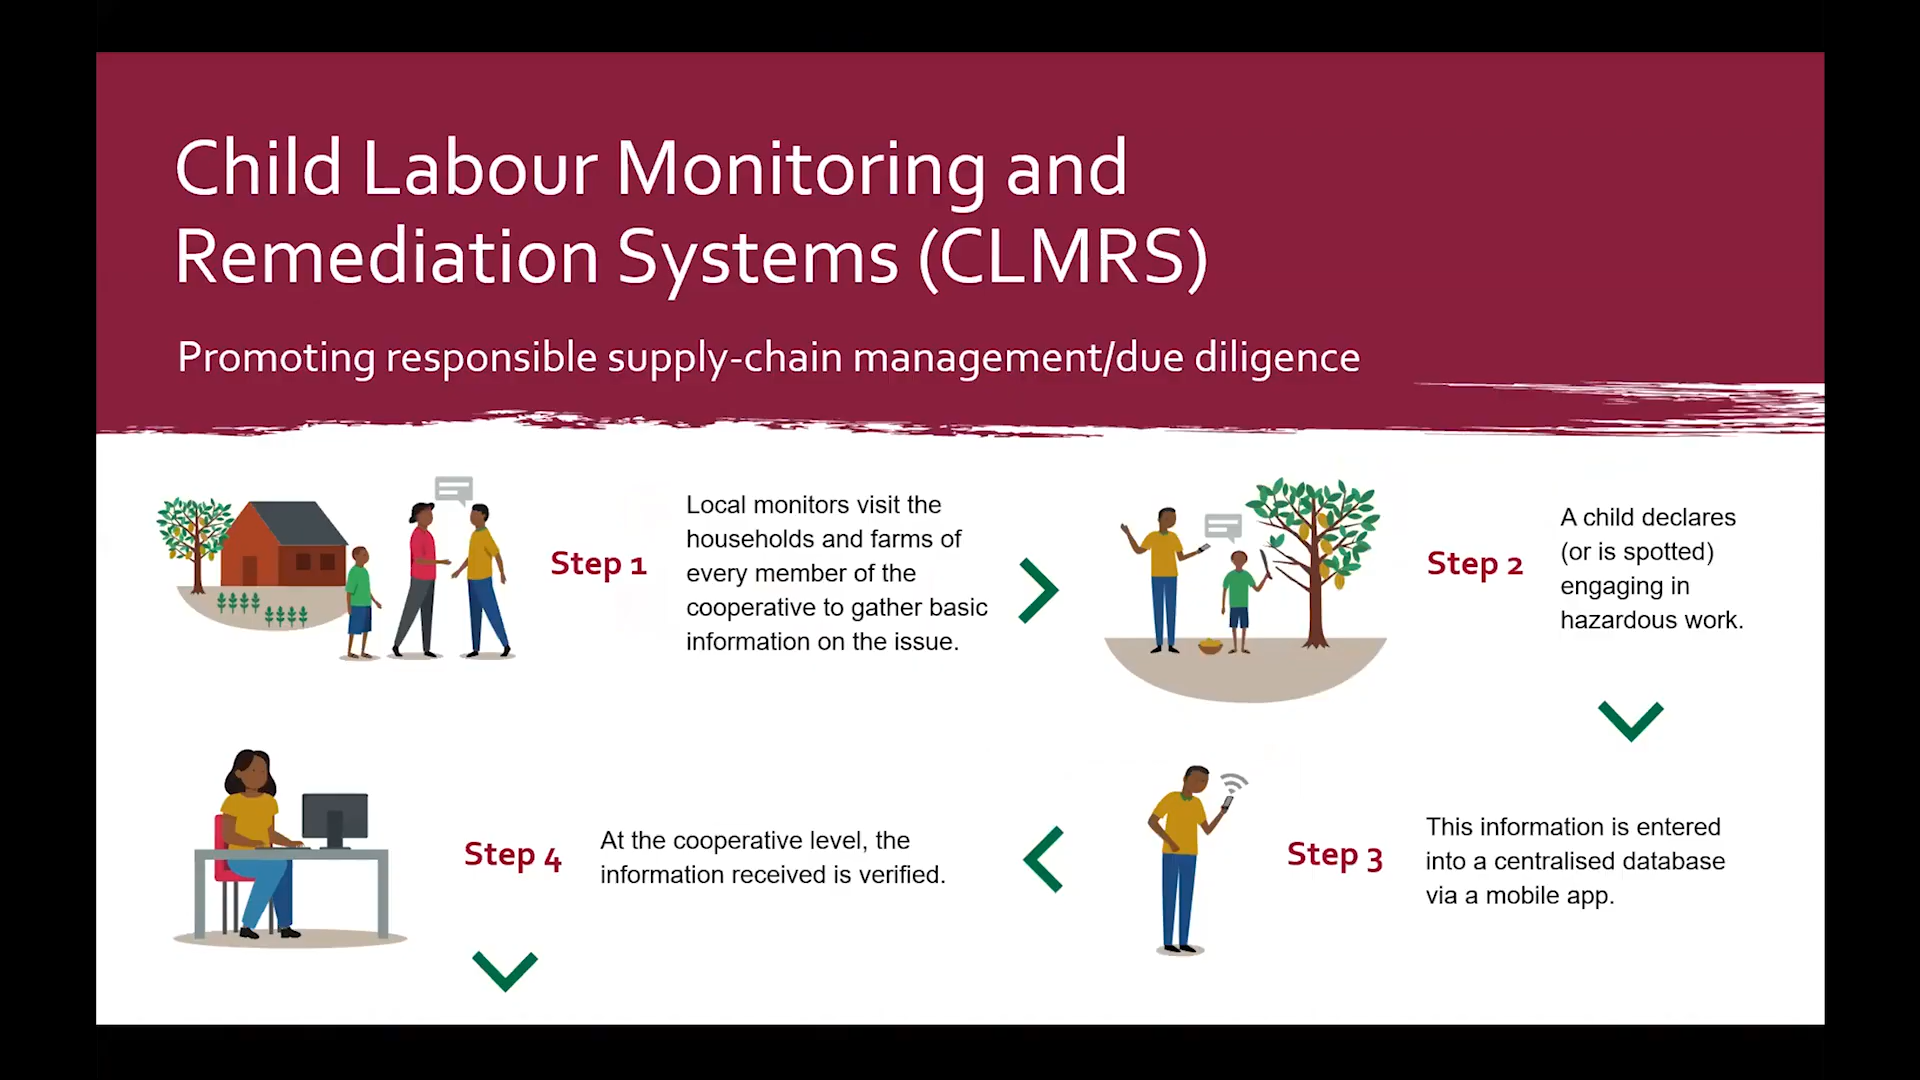 Child Labour Monitoring and
Remediation Systems (CLMRS)
Promoting responsible supply-chain management/due diligence
Step 1
Local monitors visit the
households and farms of
every member of the
cooperative to gather basic
information on the issue.
Step 2
A child declares
(or is spotted)
engaging in
hazardous work.
Step 3
This information is entered
into a centralised database
via a mobile app.
Step 4
At the cooperative level, the
information received is verified.